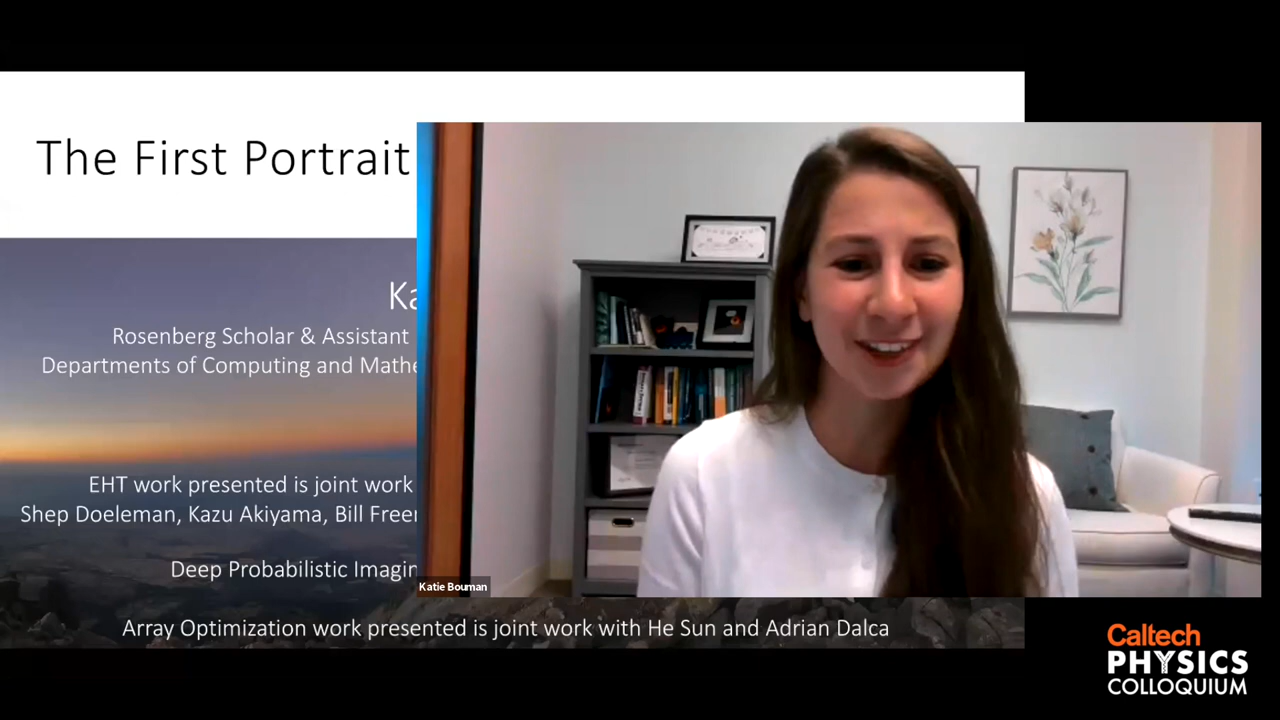 The First Portrait
Ka
Rosenberg Scholar & Assistant
Departments of Computing and Mathe
EHT work presented is joint work
Shep Doeleman, Kazu Akiyama, Bill Freer
Deep Probabilistic Imagin
Array Optimization work presented is joint work with He Sun and Adrian Dalca
Katie Bouman
Caltech
PHYSICS
COLLOQUIUM